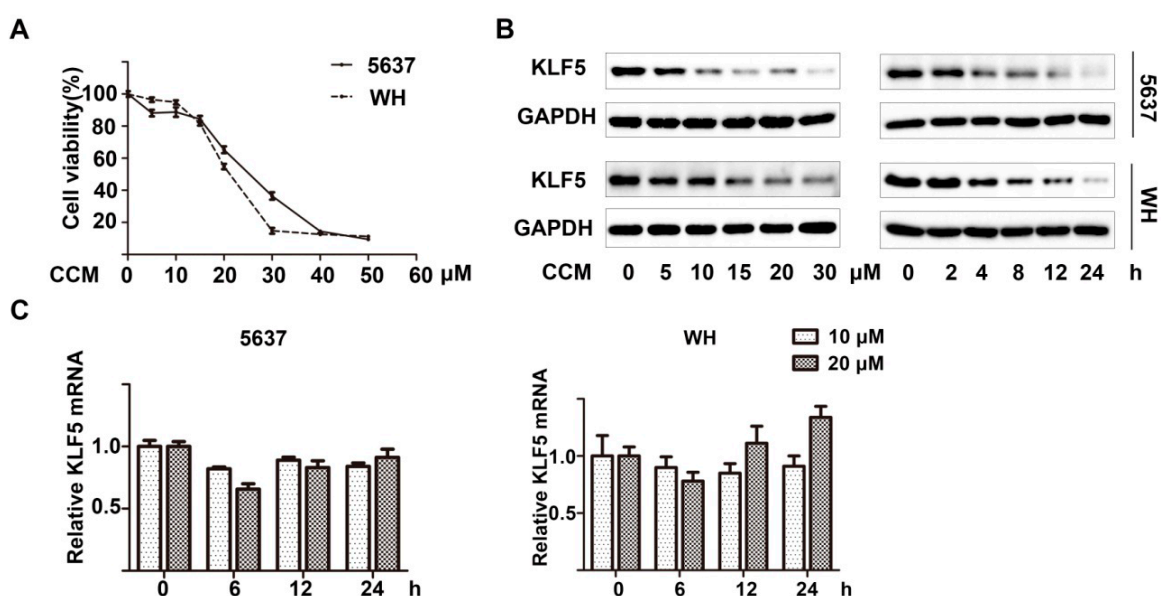 A
Cell viability(%)
100
80
60
40
20
5637
WH
CCM 0 10 20 30 40 50 60 μM
B
KLF5
GAPDH
5637
KLF5
GAPDH
WH
CCM 0 5 10 15 20 30 μM 0 2 4 8 12 24 h
C
5637
Relative KLF5 mRNA
1.0
0.5
0 6 12 24 h
WH
10 μM
20 μM
Relative KLF5 mRNA
1.0
0.5
0 6 12 24 h